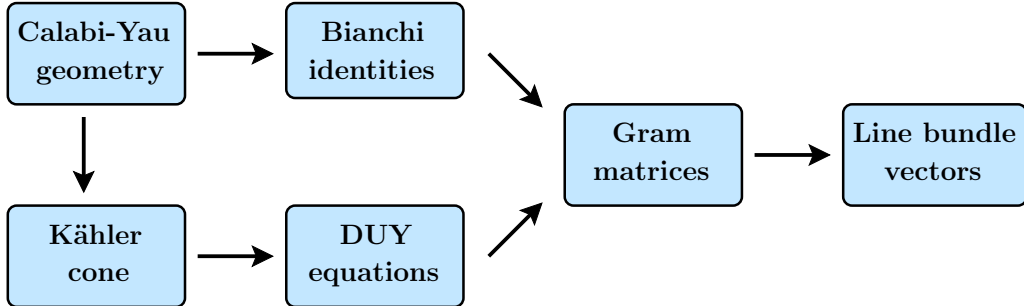 Calabi-Yau
geometry
Bianchi
identities
Gram
matrices
Line bundle
vectors
Kähler
cone
DUY
equations